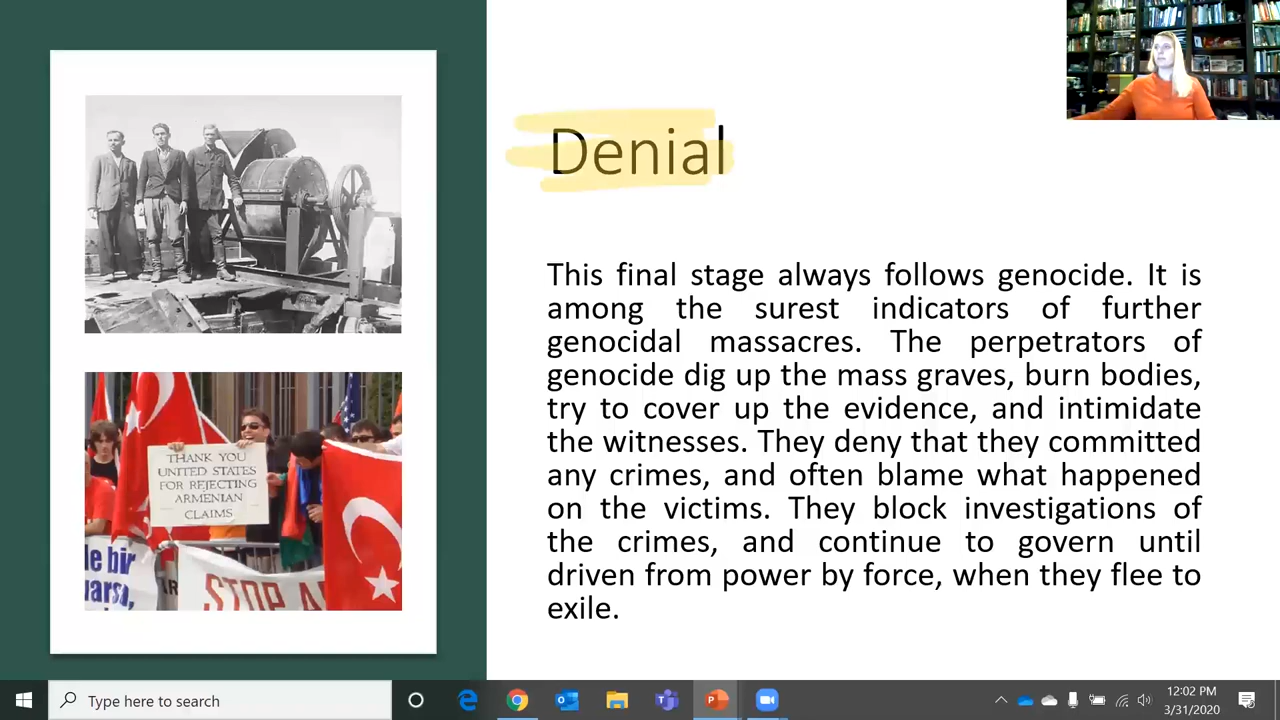 Denial
This final stage always follows genocide. It is
among the surest indicators of further
genocidal massacres. The perpetrators of
genocide dig up the mass graves, burn bodies,
try to cover up the evidence, and intimidate
the witnesses. They deny that they committed
any crimes, and often blame what happened
on the victims. They block investigations of
the crimes, and continue to govern until
driven from power by force, when they flee to
exile.
THANK YOU
UNITED STATES
FOR REJECTING
ARMENIAN
CLAIMS
bir
STOP
Type here to search
12:02 PM
3/31/2020